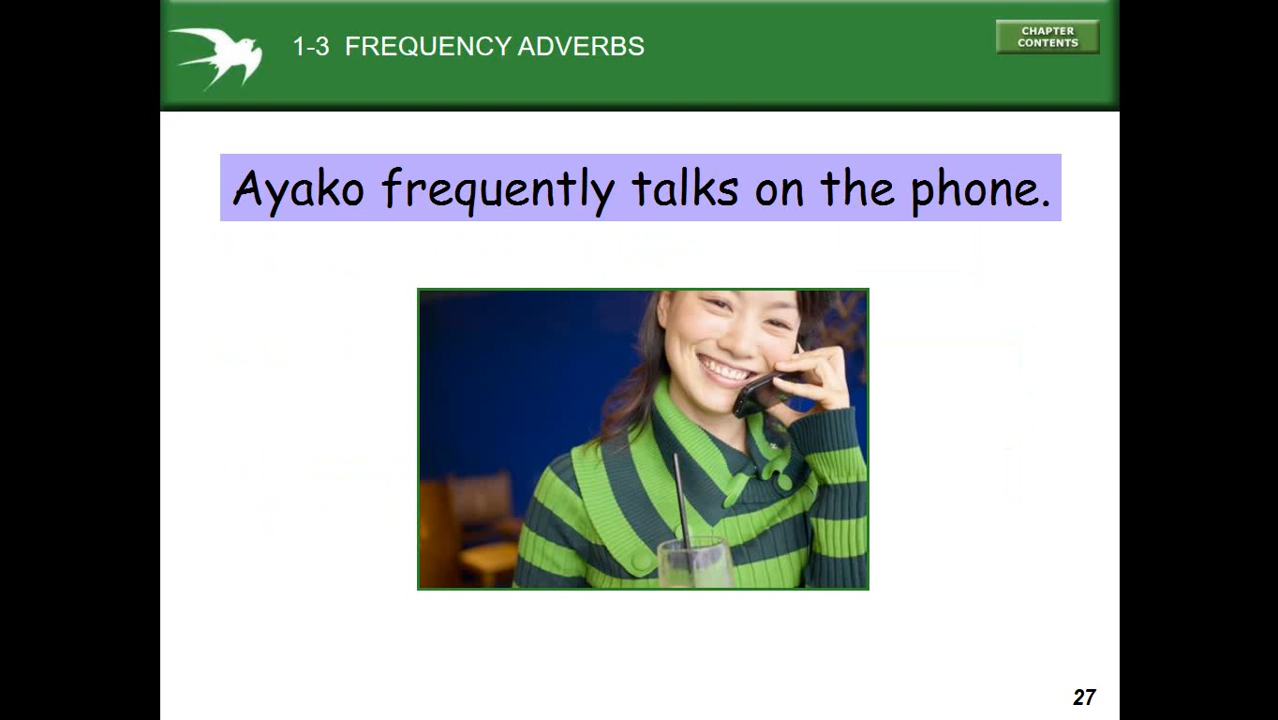 1-3 FREQUENCY ADVERBS
CHAPTER
CONTENTS
Ayako frequently talks on the phone.
27